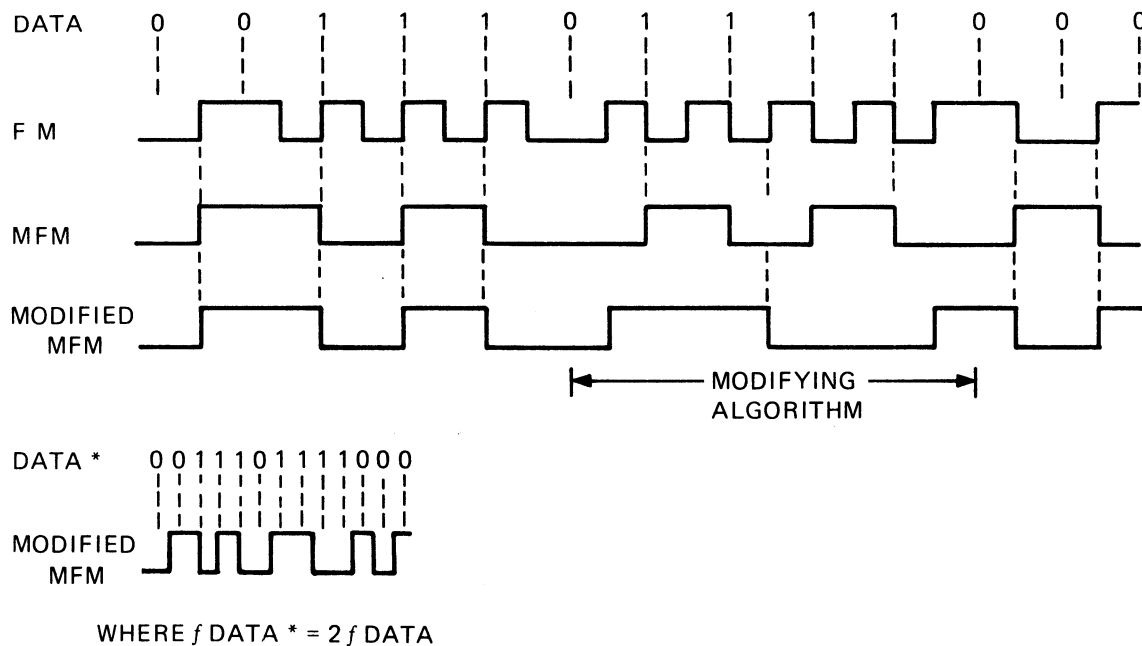 DATA 0 0 1 1 1 0 1 1 1 1 0 0 0
F M
MFM
MODIFIED
MFM
MODIFYING
ALGORITHM
DATA * 0 0 1 1 1 0 1 1 1 1 0 0 0
MODIFIED
MFM
WHERE f DATA * = 2 f DATA